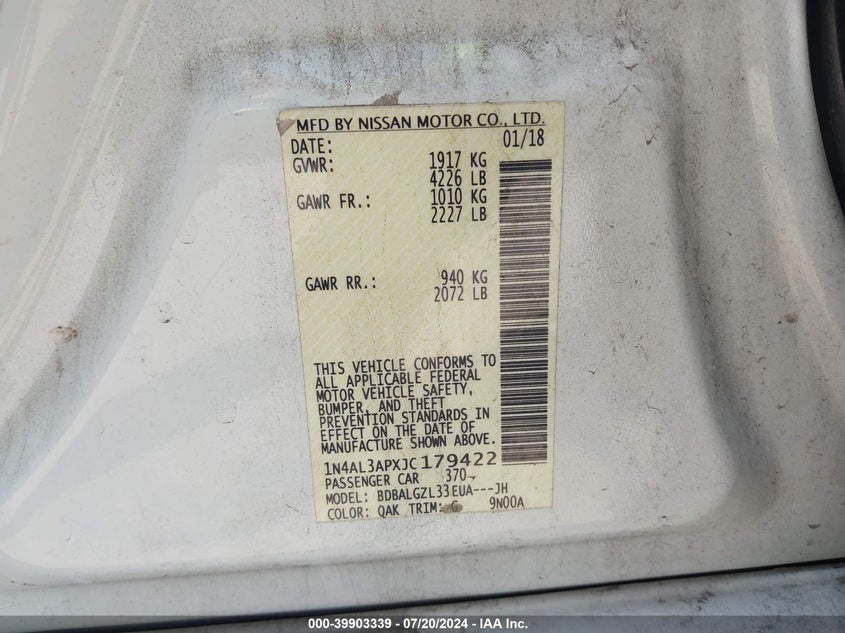 MFD BY NISSAN MOTOR CO., LTD.
DATE: 01/18
GVWR: 1917 KG
4226 LB
GAWR FR.: 1010 KG
2227 LB
GAWR RR.: 940 KG
2072 LB
THIS VEHICLE CONFORMS TO
ALL APPLICABLE FEDERAL
MOTOR VEHICLE SAFETY,
BUMPER, AND THEFT
PREVENTION STANDARDS IN
EFFECT ON THE DATE OF
MANUFACTURE SHOWN ABOVE.
1N4AL3APXJC179422
PASSENGER CAR 370
MODEL: BDBALGZL33EUA---JH
COLOR: QAK TRIM: G 9N00A
000-39903339 / 07/20/2024 - IAA Inc.